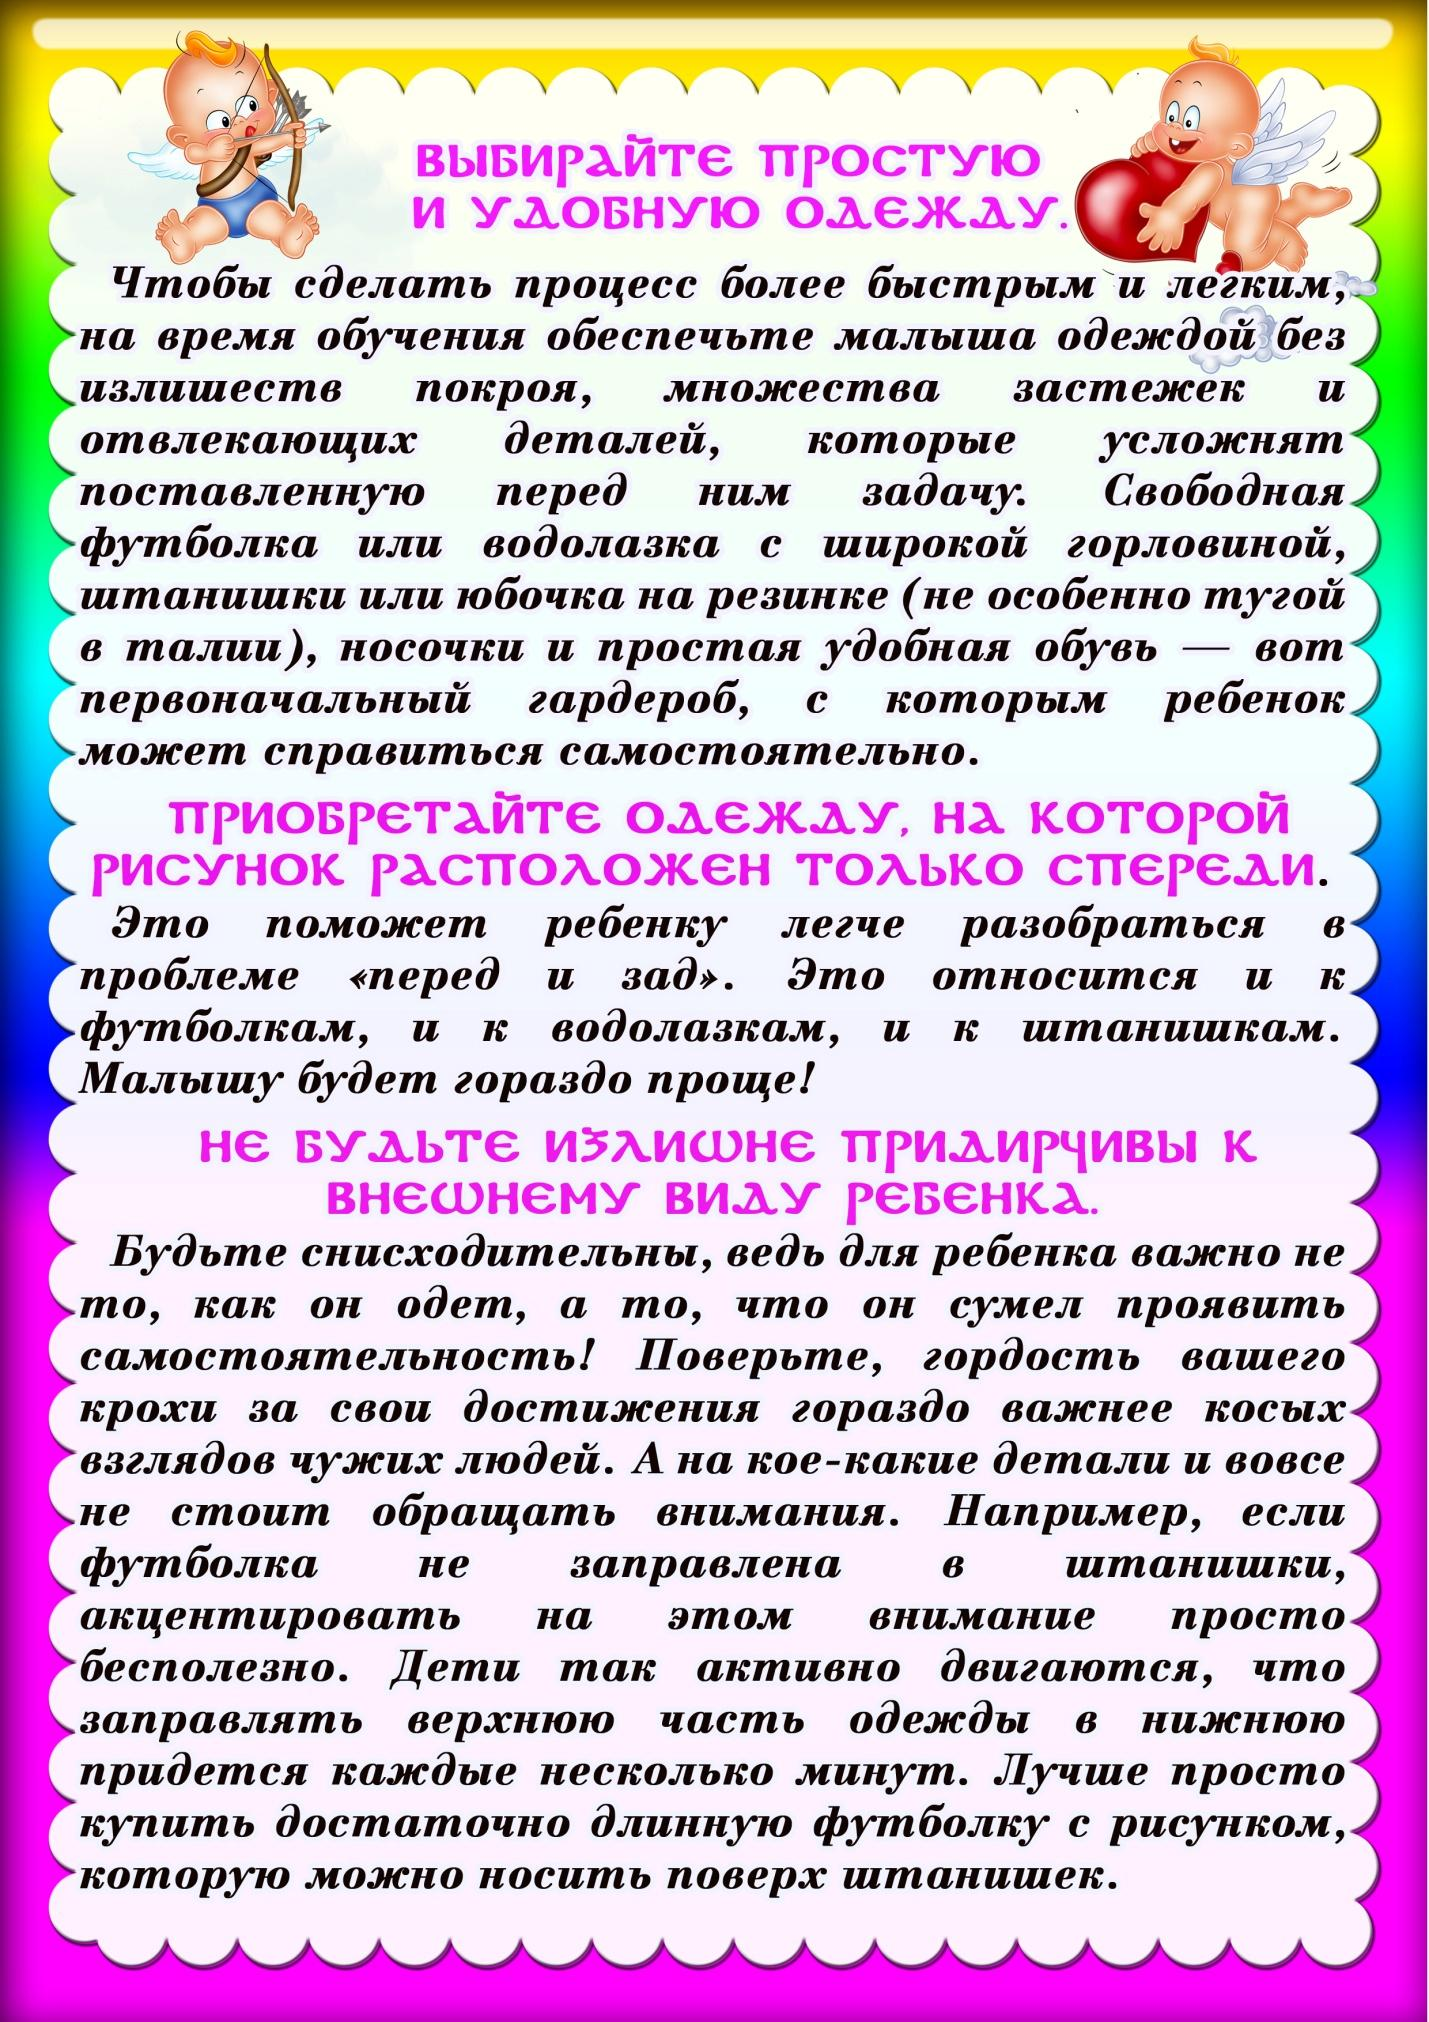 ВЫБИРАЙТЕ ПРОСТУЮ
И УДОБНУЮ ОДЕЖДУ.
Чтобы сделать процесс более быстрым и легким,
на время обучения обеспечьте малыша одеждой без
излишеств покроя, множества застежек и
отвлекающих деталей, которые усложнят
поставленную перед ним задачу. Свободная
футболка или водолазка с широкой горловиной,
штанишки или юбочка на резинке (не особенно тугой
в талии), носочки и простая удобная обувь — вот
первоначальный гардероб, с которым ребенок
может справиться самостоятельно.
ПРИОБРЕТАЙТЕ ОДЕЖДУ, НА КОТОРОЙ
РИСУНОК РАСПОЛОЖЕН ТОЛЬКО СПЕРЕДИ.
Это поможет ребенку легче разобраться в
проблеме «перед и зад». Это относится и к
футболкам, и к водолазкам, и к штанишкам.
Малышу будет гораздо проще!
НЕ БУДЬТЕ ИЗЛИШНЕ ПРИДИРЧИВЫ К
ВНЕШНЕМУ ВИДУ РЕБЕНКА.
Будьте снисходительны, ведь для ребенка важно не
то, как он одет, а то, что он сумел проявить
самостоятельность! Поверьте, гордость вашего
крохи за свои достижения гораздо важнее косых
взглядов чужих людей. А на кое-какие детали и вовсе
не стоит обращать внимания. Например, если
футболка не заправлена в штанишки,
акцентировать на этом внимание просто
бесполезно. Дети так активно двигаются, что
заправлять верхнюю часть одежды в нижнюю
придется каждые несколько минут. Лучше просто
купить достаточно длинную футболку с рисунком,
которую можно носить поверх штанишек.